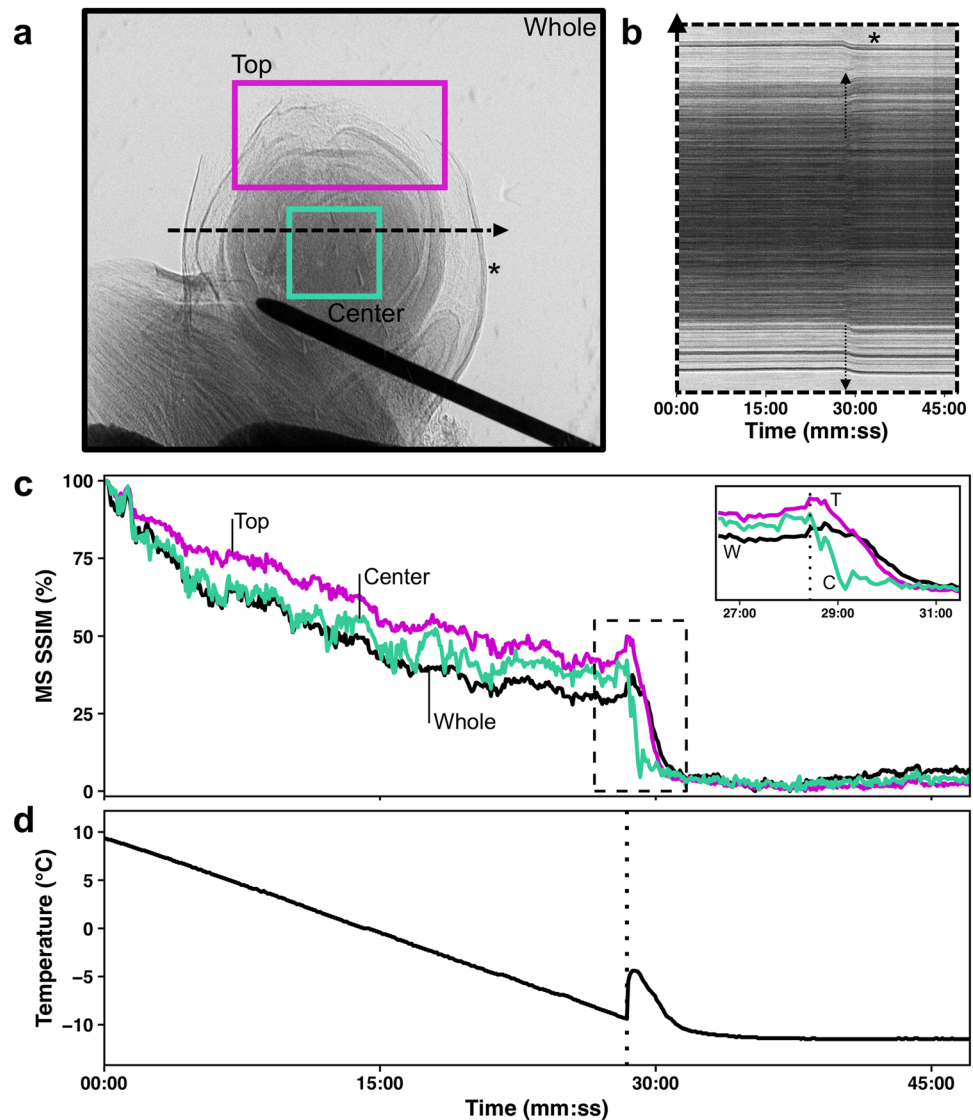 a
Whole
Top
*
Center
b
*
00:00 15:00 30:00 45:00
Time (mm:ss)
c
MS SSIM (%)
100
75
50
25
0
Top
Center
Whole
T
W
C
27:00 29:00 31:00
d
Temperature (°C)
10
5
0
−5
−10
00:00 15:00 30:00 45:00
Time (mm:ss)